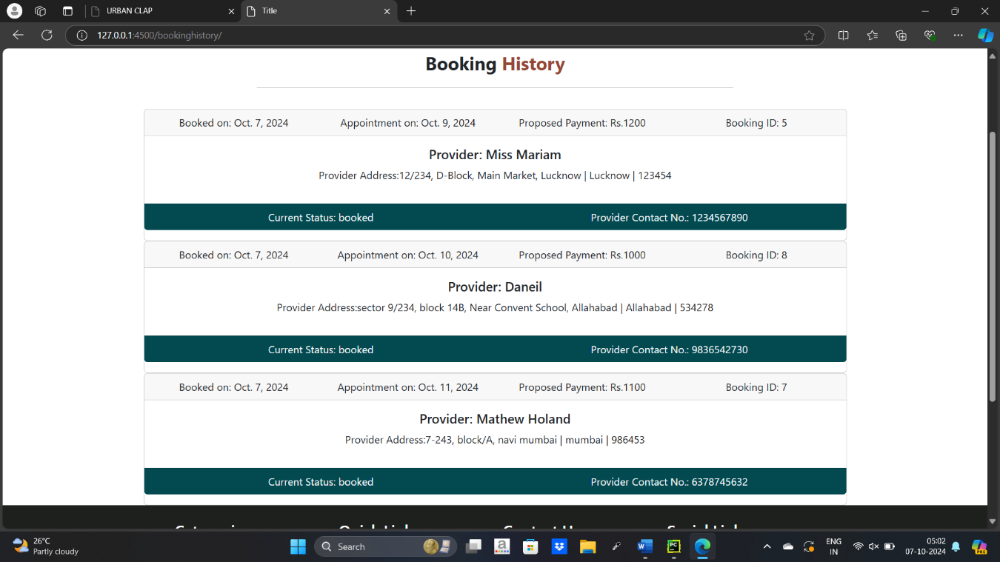 URBAN CLAP
Title
127.0.0.1:4500/bookinghistory/
Booking History
Booked on: Oct. 7, 2024 Appointment on: Oct. 9, 2024 Proposed Payment: Rs.1200 Booking ID: 5
Provider: Miss Mariam
Provider Address:12/234, D-Block, Main Market, Lucknow | Lucknow | 123454
Current Status: booked Provider Contact No.: 1234567890
Booked on: Oct. 7, 2024 Appointment on: Oct. 10, 2024 Proposed Payment: Rs.1000 Booking ID: 8
Provider: Daneil
Provider Address:sector 9/234, block 14B, Near Convent School, Allahabad | Allahabad | 534278
Current Status: booked Provider Contact No.: 9836542730
Booked on: Oct. 7, 2024 Appointment on: Oct. 11, 2024 Proposed Payment: Rs.1100 Booking ID: 7
Provider: Mathew Holand
Provider Address:7-243, block/A, navi mumbai | mumbai | 986453
Current Status: booked Provider Contact No.: 6378745632
26°C
Partly cloudy
Search
a
W
PC
ENG
IN
05:02
07-10-2024
PRE